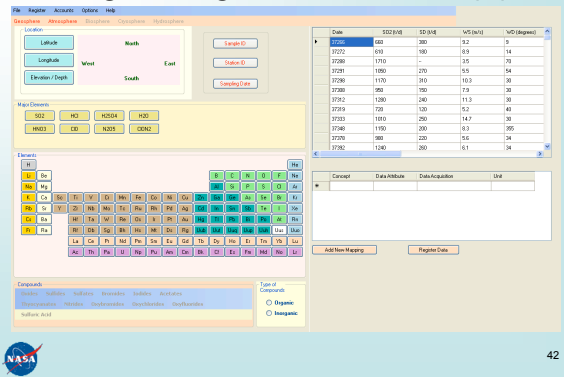 File Register Accounts Options Help
Geosphere Atmosphere Biosphere Cryosphere Hydrosphere
Location
Latitude
Longitude
Elevation / Depth
North
West East
South
Sample ID
Station ID
Sampling Date
Major Elements
SO2 HCl H2SO4 H2O
HNO3 ClO N2O5 ClON2
Elements
H He
Li Be B C N O F Ne
Na Mg Al Si P S Cl Ar
K Ca Sc Ti V Cr Mn Fe Co Ni Cu Zn Ga Ge As Se Br Kr
Rb Sr Y Zr Nb Mo Tc Ru Rh Pd Ag Cd In Sn Sb Te I Xe
Cs Ba Hf Ta W Re Os Ir Pt Au Hg Tl Pb Bi Po At Rn
Fr Ra Rf Db Sg Bh Hs Mt Ds Rg Uub Uut Uuq Uup Uuh Uus Uuo
La Ce Pr Nd Pm Sm Eu Gd Tb Dy Ho Er Tm Yb Lu
Ac Th Pa U Np Pu Am Cm Bk Cf Es Fm Md No Lr
Compounds
Sulfuric Acid
Type of Compounds
Organic
Inorganic
Date SO2 (t/d) SD (t/d) WS (m/s) WD (degrees)
37266 660 380 9.2 9
37272 610 180 8.9 14
37288 1710 - 3.5 70
37291 1090 270 5.5 54
37298 1170 310 10.3 30
37308 950 150 7.9 30
37312 1280 240 11.3 30
37319 720 120 5.2 40
37333 1010 250 14.7 30
37348 1150 200 8.3 355
37378 980 220 5.6 34
37392 1240 260 6.1 34
Concept Data Attribute Data Acquisition Unit
Add New Mapping Register Data
NASA
42